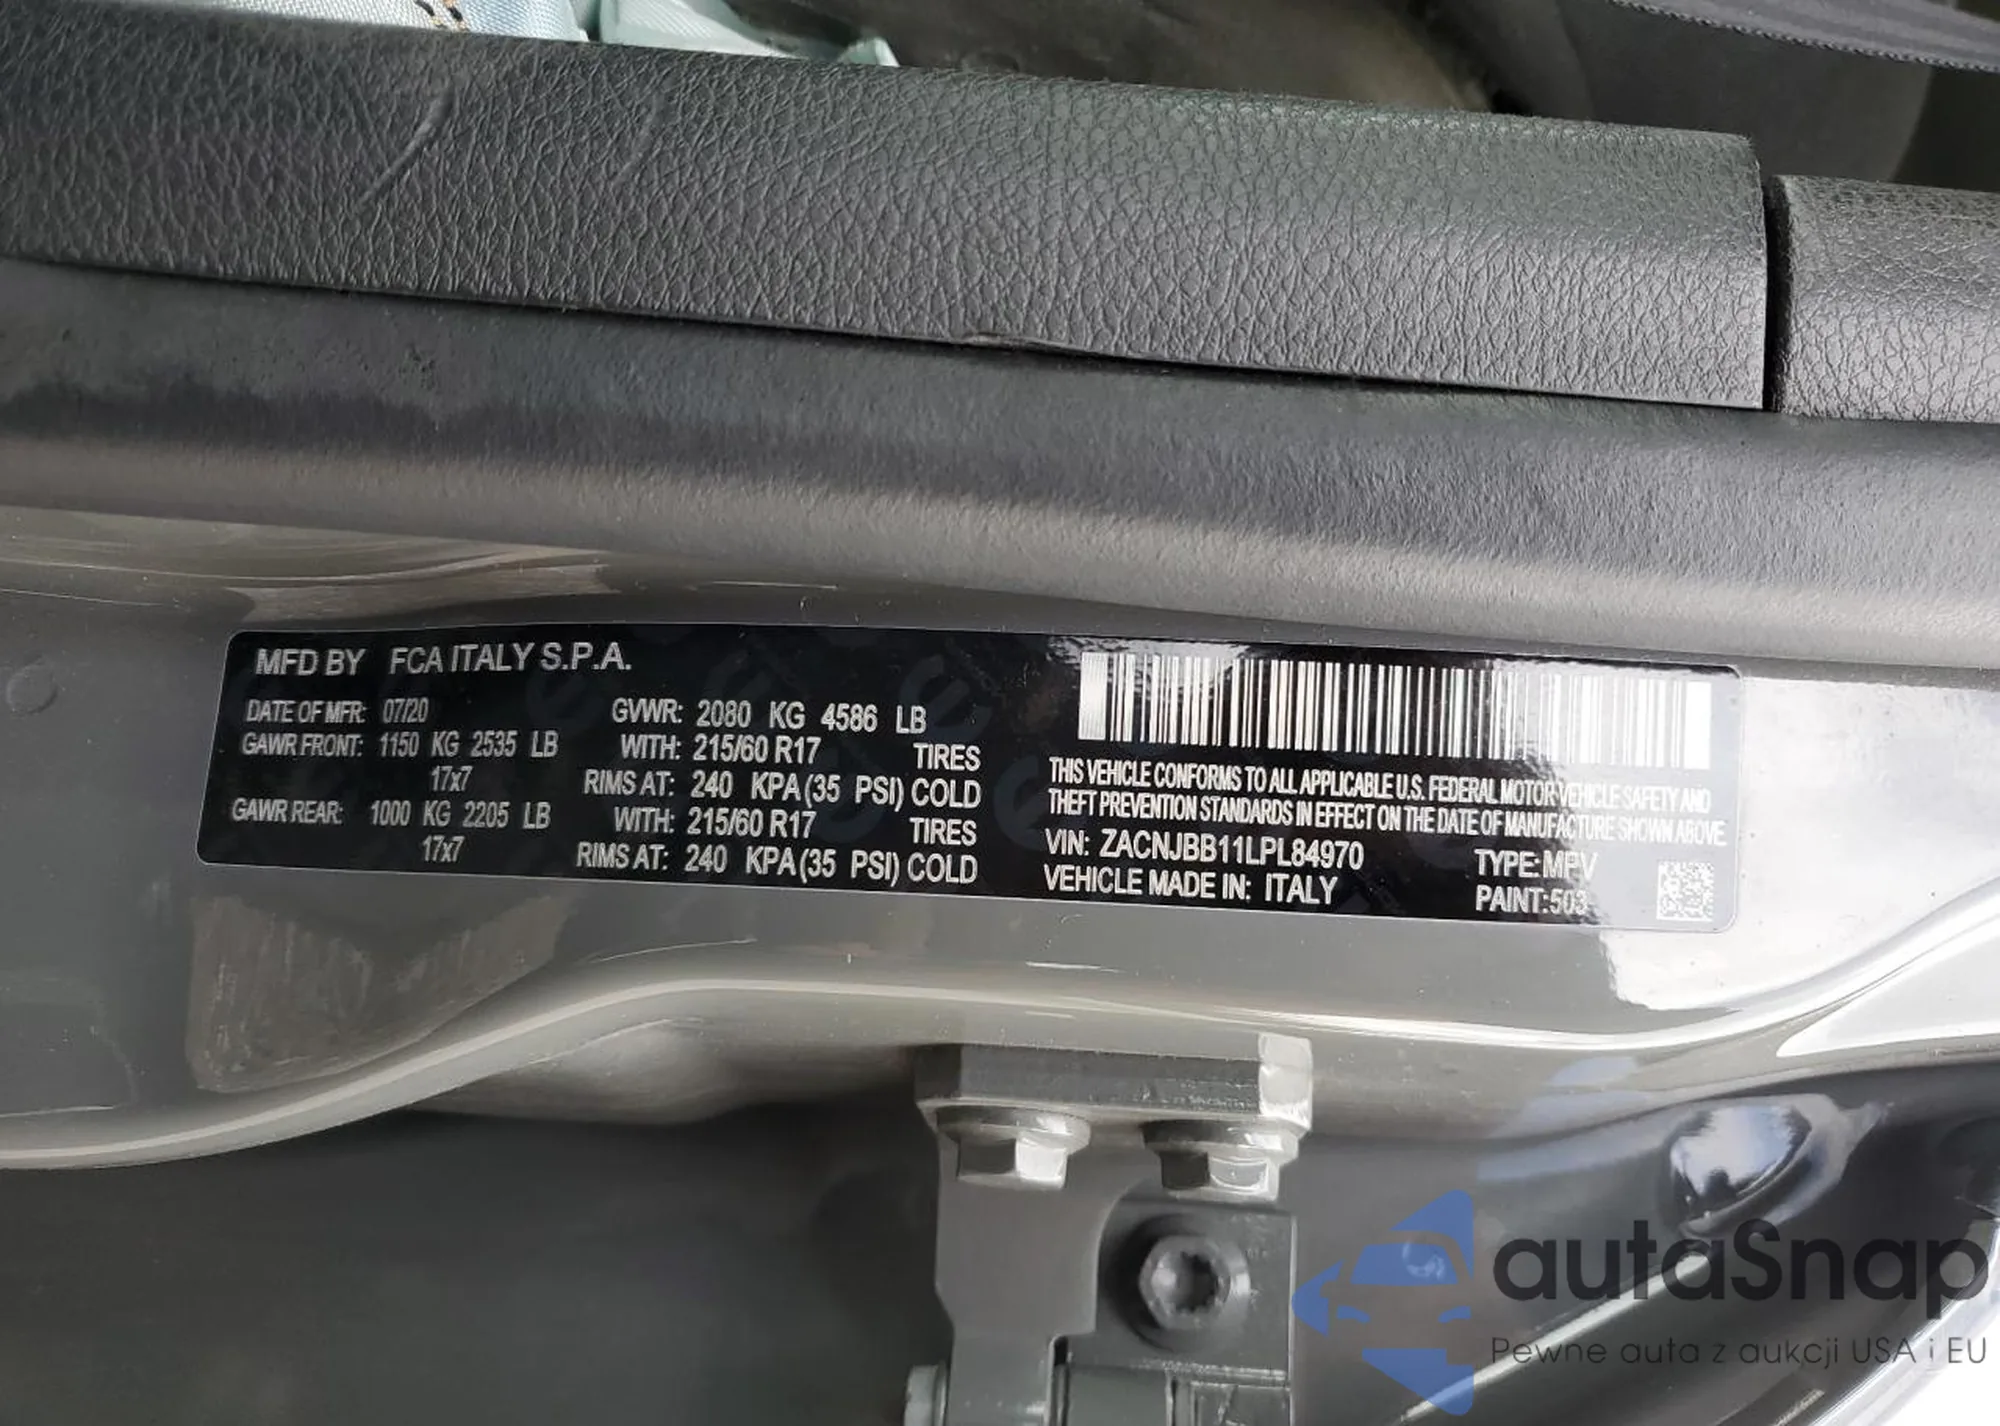 MFD BY FCA ITALY S.P.A.
DATE OF MFR: 07/20 GVWR: 2080 KG 4586 LB
GAWR FRONT: 1150 KG 2535 LB WITH: 215/60 R17 TIRES
17x7 RIMS AT: 240 KPA (35 PSI) COLD
GAWR REAR: 1000 KG 2205 LB WITH: 215/60 R17 TIRES
17x7 RIMS AT: 240 KPA (35 PSI) COLD
THIS VEHICLE CONFORMS TO ALL APPLICABLE U.S. FEDERAL MOTOR VEHICLE SAFETY AND
THEFT PREVENTION STANDARDS IN EFFECT ON THE DATE OF MANUFACTURE SHOWN ABOVE.
VIN: ZACNJBB11LPL84970 TYPE: MPV
VEHICLE MADE IN: ITALY PAINT: 503
autaSnap
Pewne auta z aukcji USA i EU